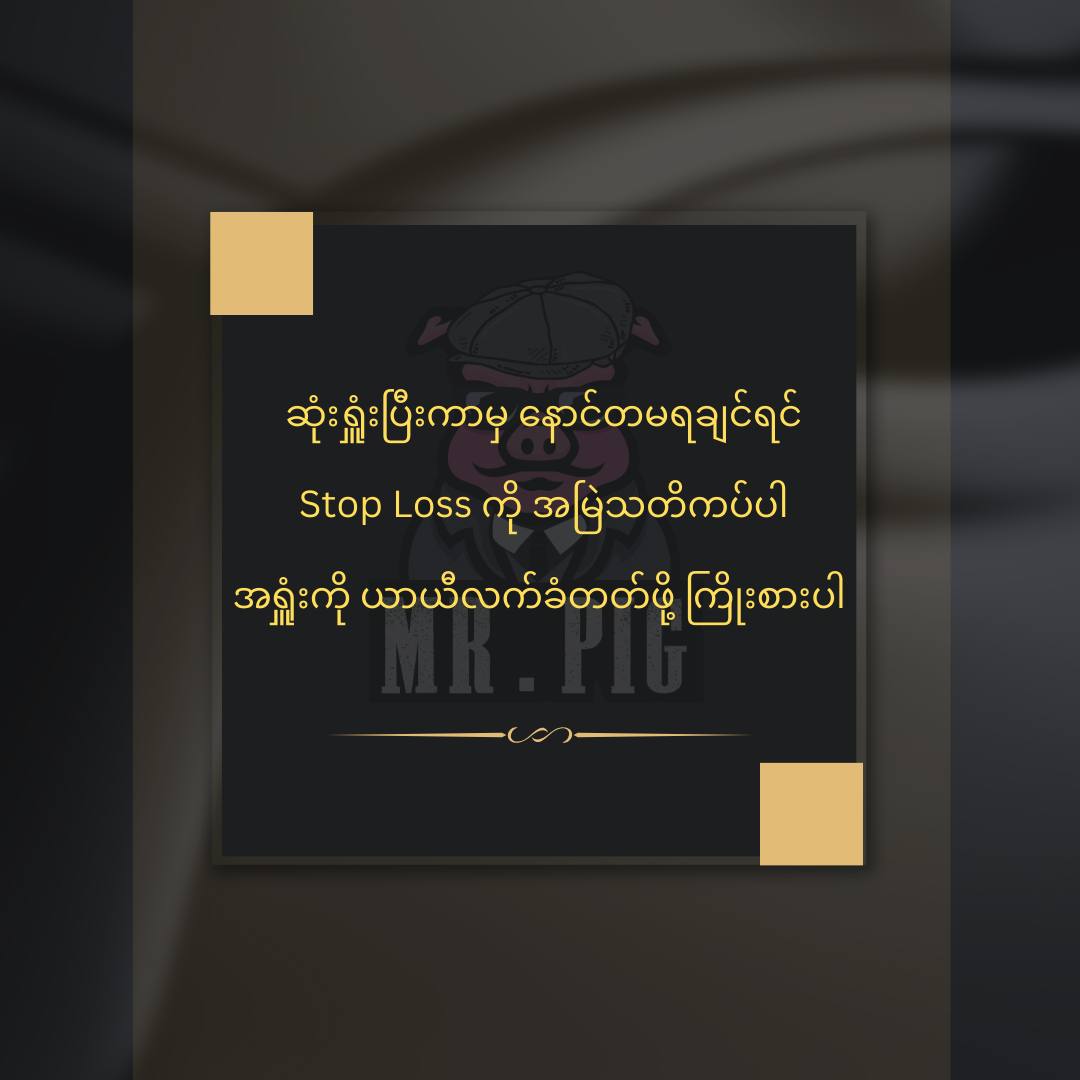 ဆုံးရှုံးပြီးကာမှ နောင်တမရချင်ရင်
Stop Loss ကို အမြဲသတိကပ်ပါ
အရှုံးကို ယာယီလက်ခံတတ်ဖို့ ကြိုးစားပါ
MR. PIG